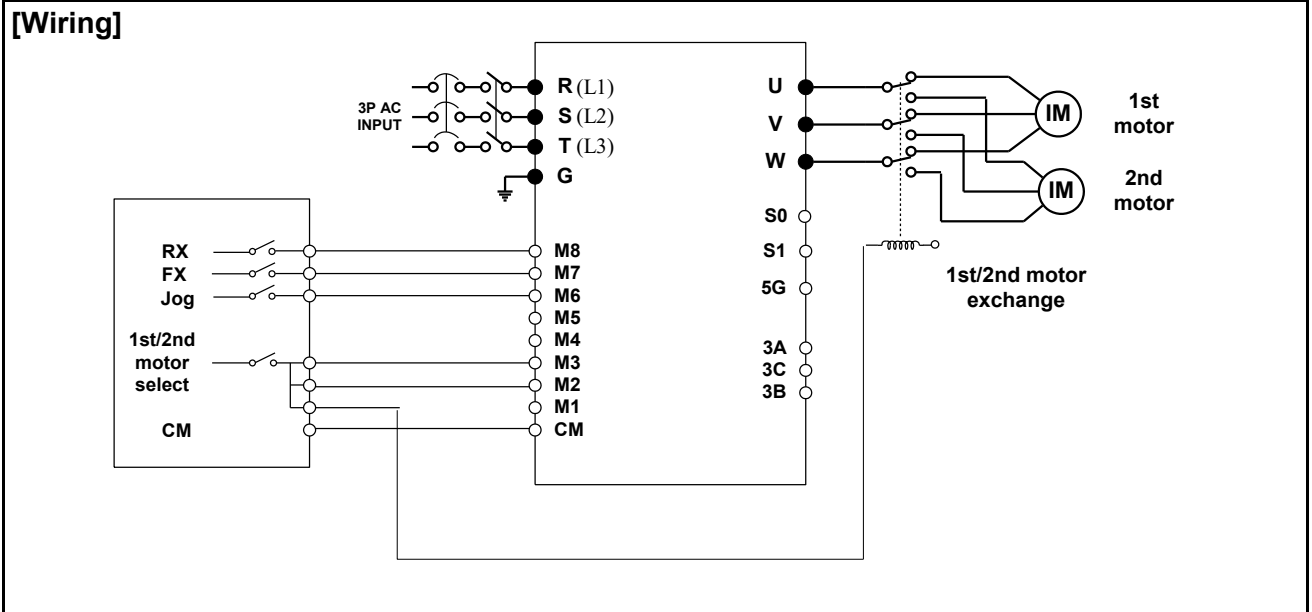 [Wiring]
3P AC
INPUT
R (L1)
S (L2)
T (L3)
G
U
V
W
IM
1st
motor
IM
2nd
motor
S0
S1
5G
3A
3C
3B
1st/2nd motor
exchange
RX
FX
Jog
1st/2nd
motor
select
CM
M8
M7
M6
M5
M4
M3
M2
M1
CM